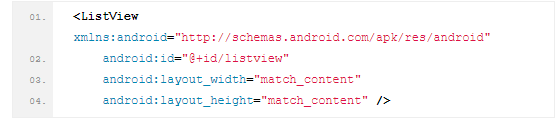 01. <ListView
xmlns:android="http://schemas.android.com/apk/res/android"
02. android:id="@+id/listview"
03. android:layout_width="match_content"
04. android:layout_height="match_content" />